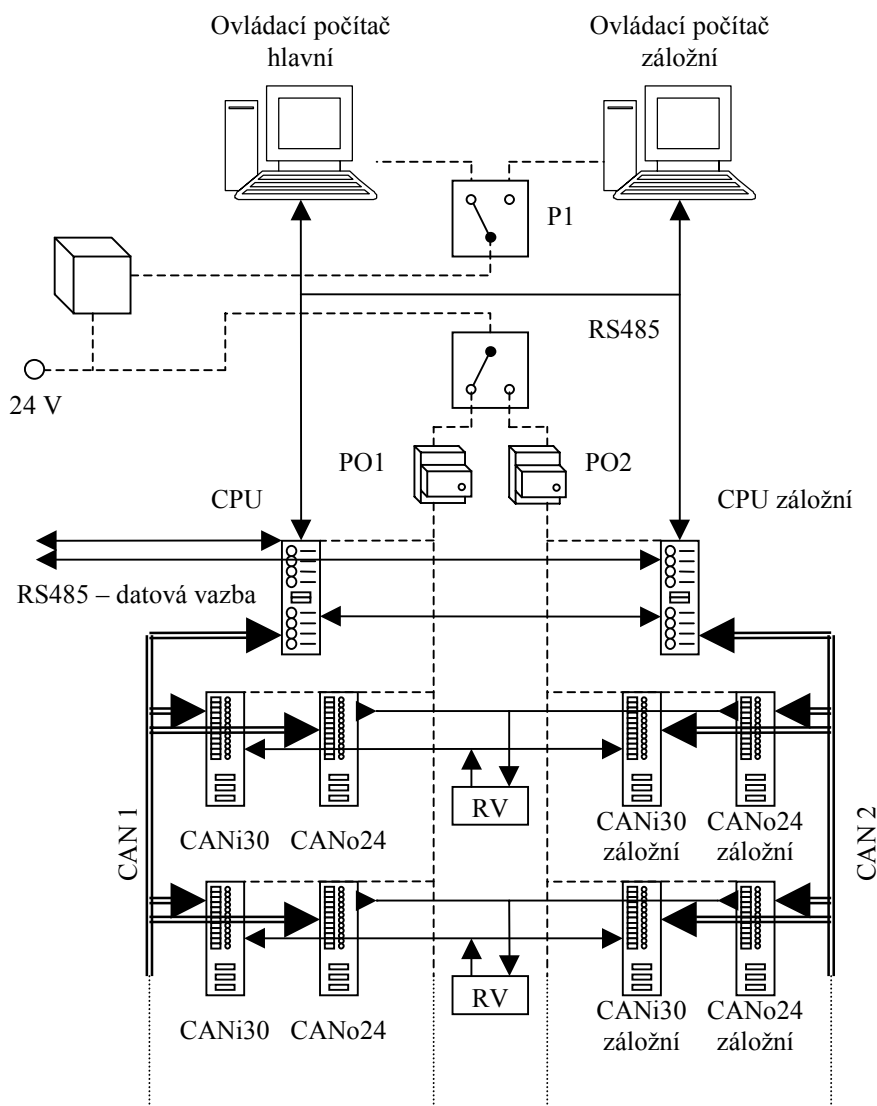 Ovládací počítač
hlavní
Ovládací počítač
záložní
P1
RS485
24 V
PO1
PO2
CPU
CPU záložní
RS485 – datová vazba
CAN 1
CAN 2
RV
CANi30
CANo24
CANi30
záložní
CANo24
záložní
RV
CANi30
CANo24
CANi30
záložní
CANo24
záložní